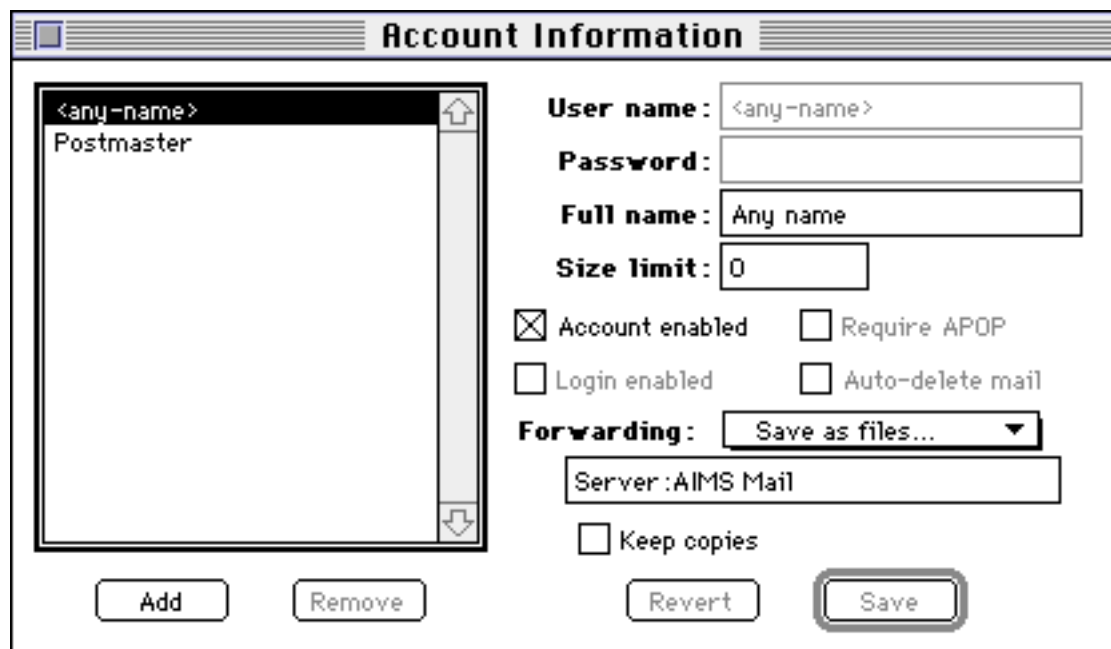 Account Information
<any-name>
Postmaster
User name: <any-name>
Password:
Full name: Any name
Size limit: 0
Account enabled Require APOP
Login enabled Auto-delete mail
Forwarding: Save as files...
Server:AIMS Mail
Keep copies
Add Remove Revert Save